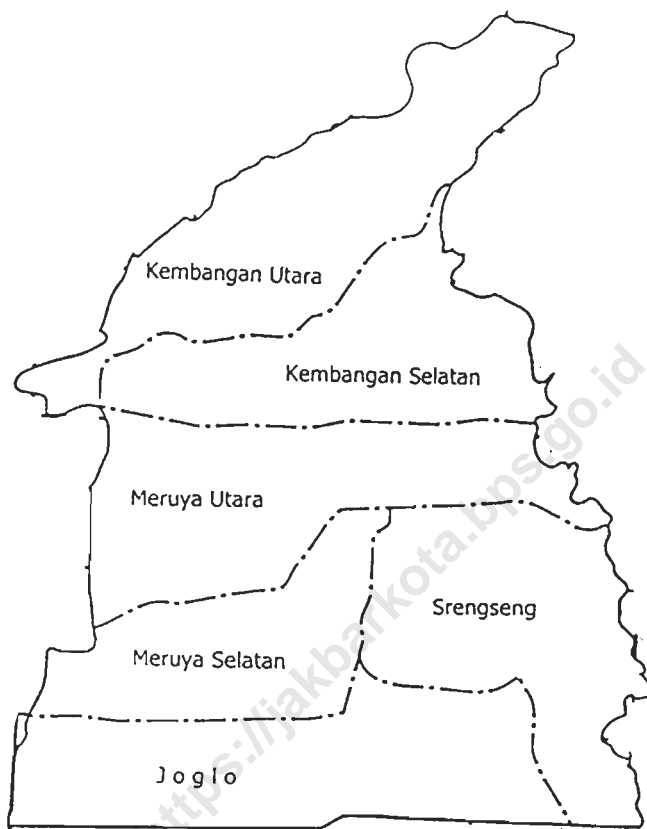 Kembangan Utara
Kembangan Selatan
Meruya Utara
Srengseng
Meruya Selatan
Joglo
https://jakbarkota.bps.go.id